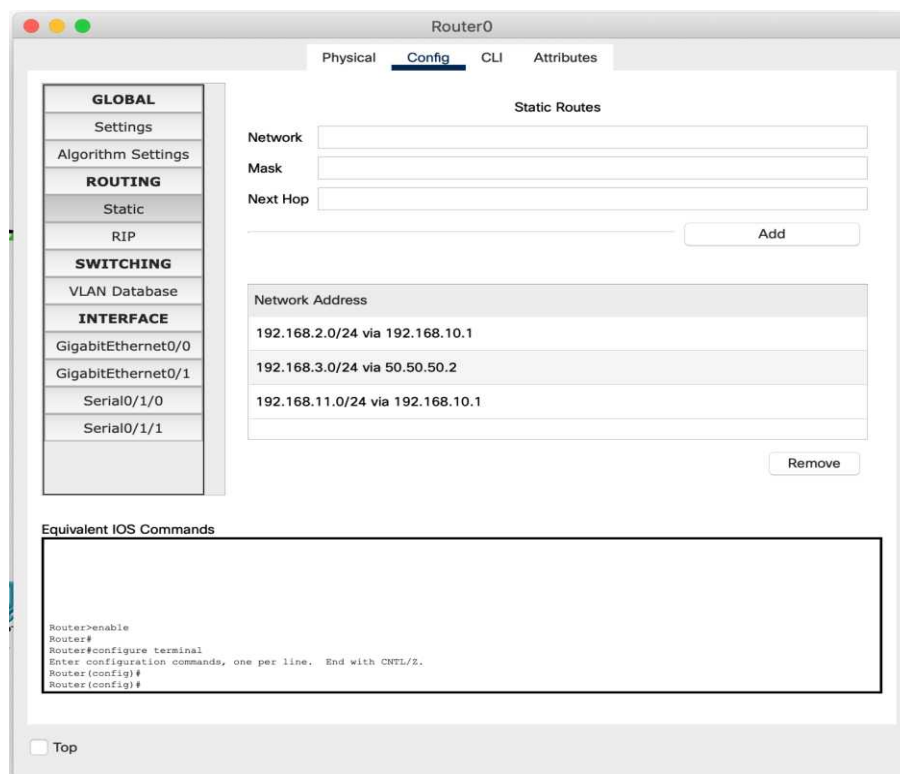 Router0
Physical Config CLI Attributes
GLOBAL
Settings
Algorithm Settings
ROUTING
Static
RIP
SWITCHING
VLAN Database
INTERFACE
GigabitEthernet0/0
GigabitEthernet0/1
Serial0/1/0
Serial0/1/1
Static Routes
Network
Mask
Next Hop
Add
Network Address
192.168.2.0/24 via 192.168.10.1
192.168.3.0/24 via 50.50.50.2
192.168.11.0/24 via 192.168.10.1
Remove
Equivalent IOS Commands
Router>enable
Router#
Router#configure terminal
Enter configuration commands, one per line. End with CNTL/Z.
Router(config)#
Router(config)#
Top